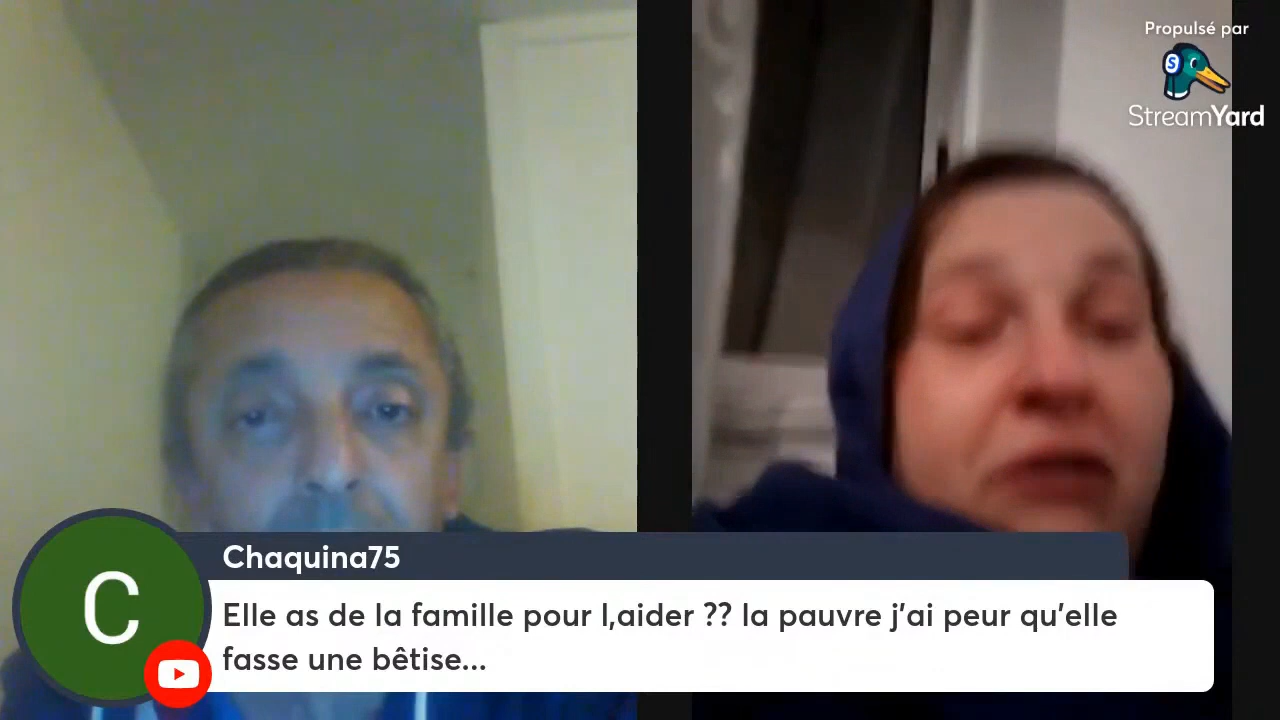 Propulsé par
S
StreamYard
C
Chaquina75
Elle as de la famille pour l,aider ?? la pauvre j'ai peur qu'elle
fasse une bêtise...